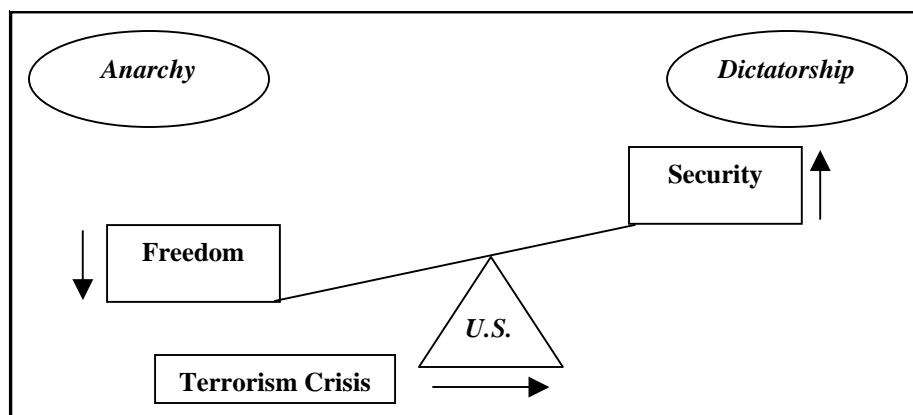 Anarchy
Dictatorship
Security
Freedom
U.S.
Terrorism Crisis